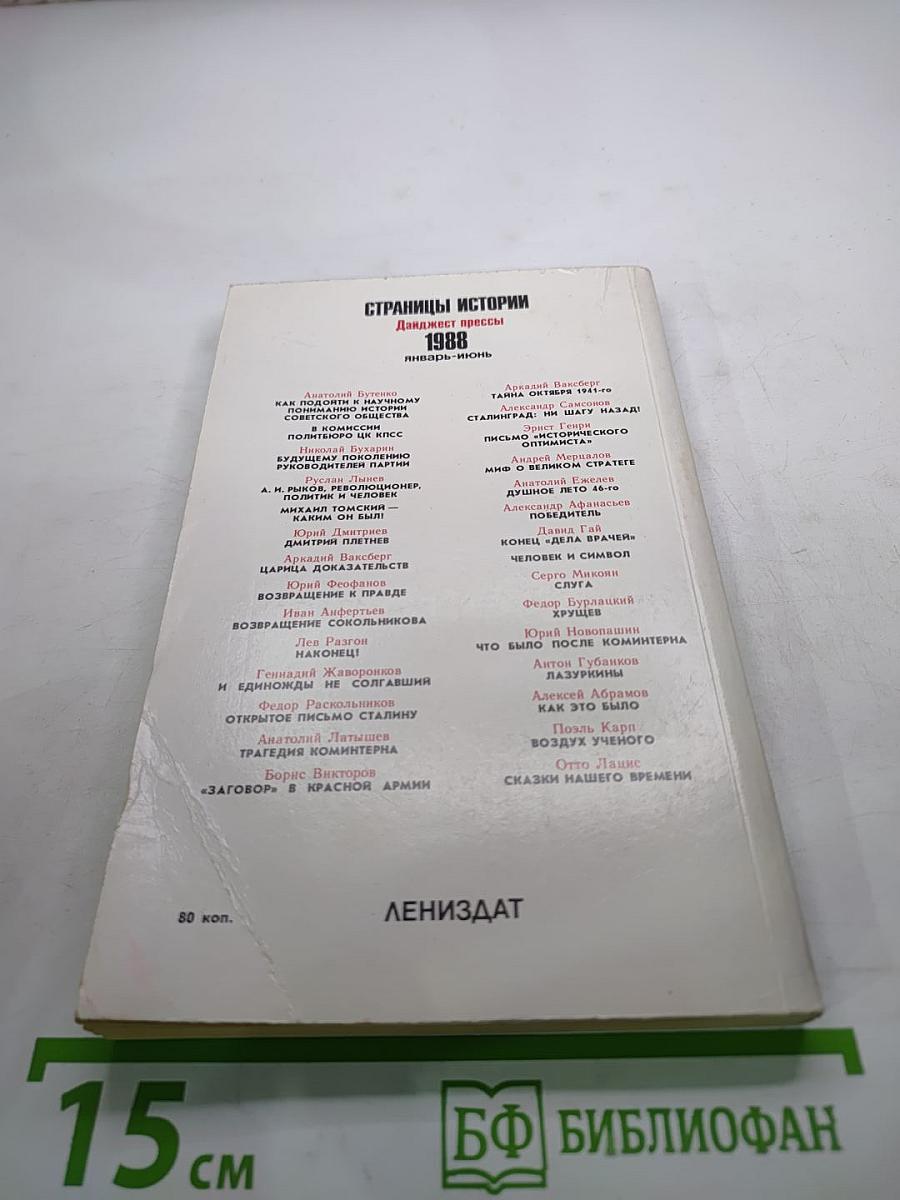 СТРАНИЦЫ ИСТОРИИ
Дайджест прессы
1988
январь-июнь
Анатолий Бутенко
КАК ПОДОЙТИ К НАУЧНОМУ
ПОНИМАНИЮ ИСТОРИИ
СОВЕТСКОГО ОБЩЕСТВА
В КОМИССИИ
ПОЛИТБЮРО ЦК КПСС
Николай Бухарин
БУДУЩЕМУ ПОКОЛЕНИЮ
РУКОВОДИТЕЛЕЙ ПАРТИИ
Руслан Лынев
А. И. РЫКОВ, РЕВОЛЮЦИОНЕР,
ПОЛИТИК И ЧЕЛОВЕК
МИХАИЛ ТОМСКИЙ —
КАКИМ ОН БЫЛ!
Юрий Дмитриев
ДМИТРИЙ ПЛЕТНЕВ
Аркадий Ваксберг
ЦАРИЦА ДОКАЗАТЕЛЬСТВ
Юрий Феофанов
ВОЗВРАЩЕНИЕ К ПРАВДЕ
Иван Анфертьев
ВОЗВРАЩЕНИЕ СОКОЛЬНИКОВА
Лев Разгон
НАКОНЕЦ!
Геннадий Жаворонков
И ЕДИНОЖДЫ НЕ СОЛГАВШИЙ
Федор Раскольников
ОТКРЫТОЕ ПИСЬМО СТАЛИНУ
Анатолий Латышев
ТРАГЕДИЯ КОМИНТЕРНА
Борис Викторов
«ЗАГОВОР» В КРАСНОЙ АРМИИ
Аркадий Ваксберг
ТАЙНА ОКТЯБРЯ 1941-го
Александр Самсонов
СТАЛИНГРАД: НИ ШАГУ НАЗАД!
Эрнст Генри
ПИСЬМО «ИСТОРИЧЕСКОГО
ОПТИМИСТА»
Андрей Мерцалов
МИФ О ВЕЛИКОМ СТРАТЕГЕ
Анатолий Ежелев
ДУШНОЕ ЛЕТО 46-го
Александр Афанасьев
ПОБЕДИТЕЛЬ
Давид Гай
КОНЕЦ «ДЕЛА ВРАЧЕЙ»
ЧЕЛОВЕК И СИМВОЛ
Серго Микоян
СЛУГА
Федор Бурлацкий
ХРУЩЕВ
Юрий Новопашин
ЧТО БЫЛО ПОСЛЕ КОМИНТЕРНА
Антон Губанков
ЛАЗУРКИНЫ
Алексей Абрамов
КАК ЭТО БЫЛО
Поэль Карп
ВОЗДУХ УЧЕНОГО
Отто Лацис
СКАЗКИ НАШЕГО ВРЕМЕНИ
80 коп.
ЛЕНИЗДАТ
15 см
БФ БИБЛИОФАН